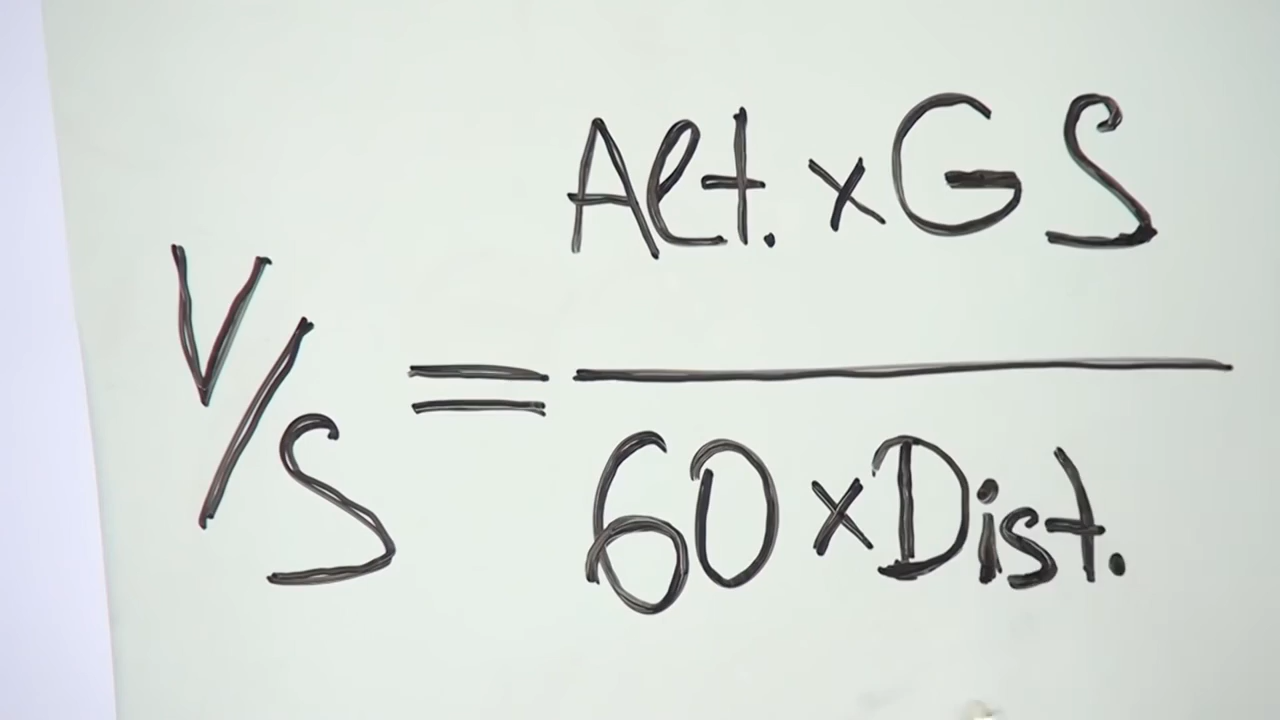 Alt. x GS
V/S =
60 x Dist.